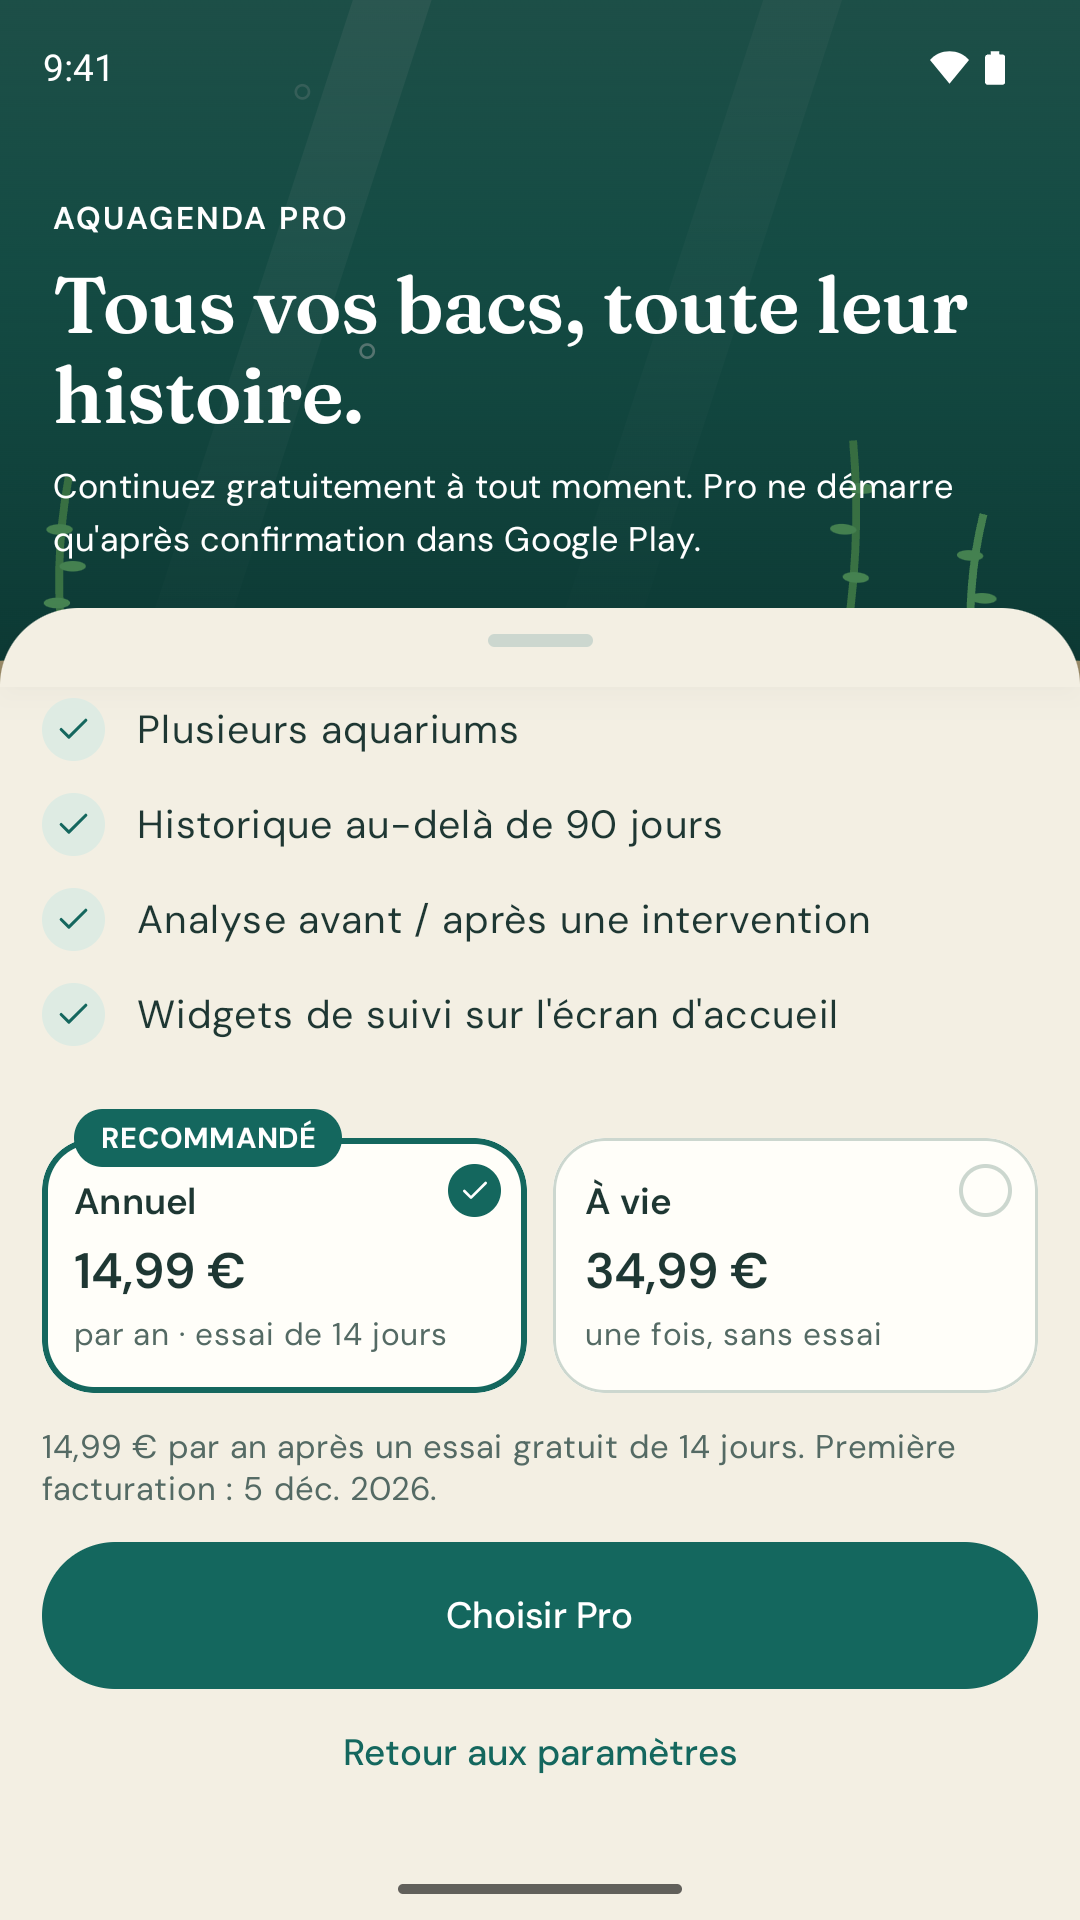 9:41
AQUAGENDA PRO
Tous vos bacs, toute leur
histoire.
Continuez gratuitement à tout moment. Pro ne démarre
qu'après confirmation dans Google Play.
Plusieurs aquariums
Historique au-delà de 90 jours
Analyse avant / après une intervention
Widgets de suivi sur l'écran d'accueil
RECOMMANDÉ
Annuel
14,99 €
par an · essai de 14 jours
À vie
34,99 €
une fois, sans essai
14,99 € par an après un essai gratuit de 14 jours. Première
facturation : 5 déc. 2026.
Choisir Pro
Retour aux paramètres